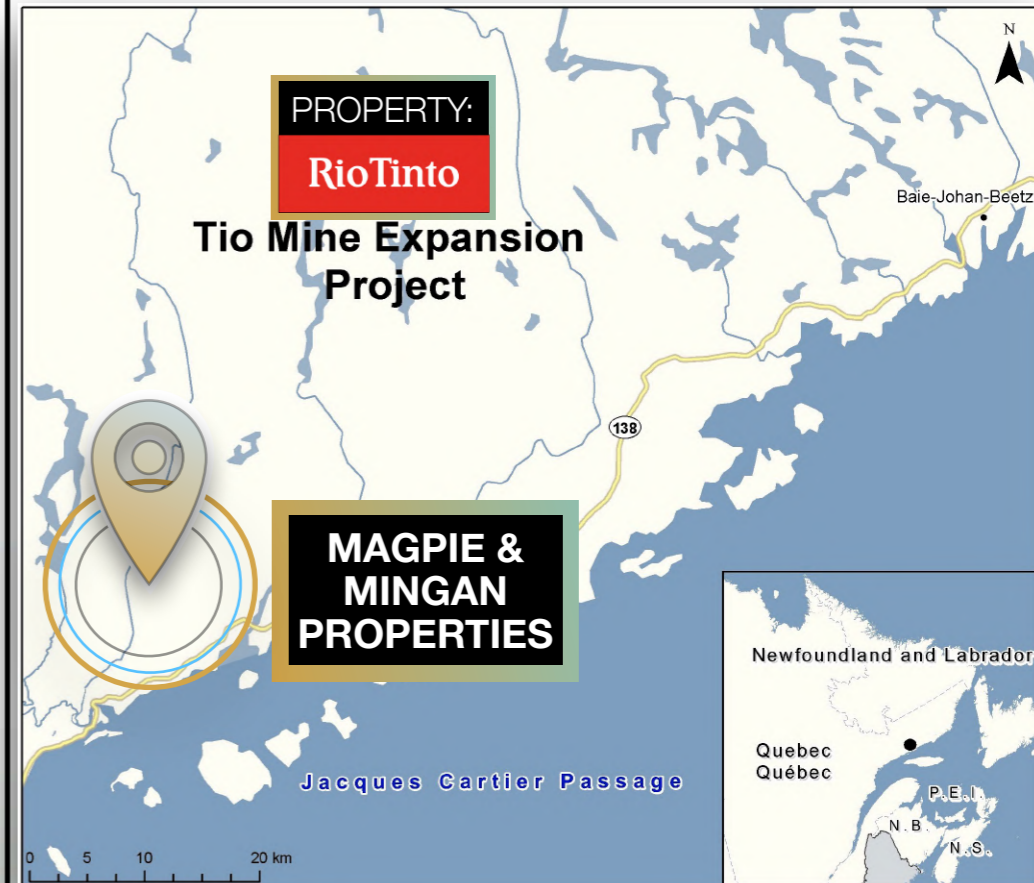 N
PROPERTY:
RioTinto
Tio Mine Expansion
Project
Baie-Johan-Beetz
138
MAGPIE &
MINGAN
PROPERTIES
Jacques Cartier Passage
0 5 10 20 km
Newfoundland and Labrador
Quebec
Québec
P.E.I.
N.B.
N.S.